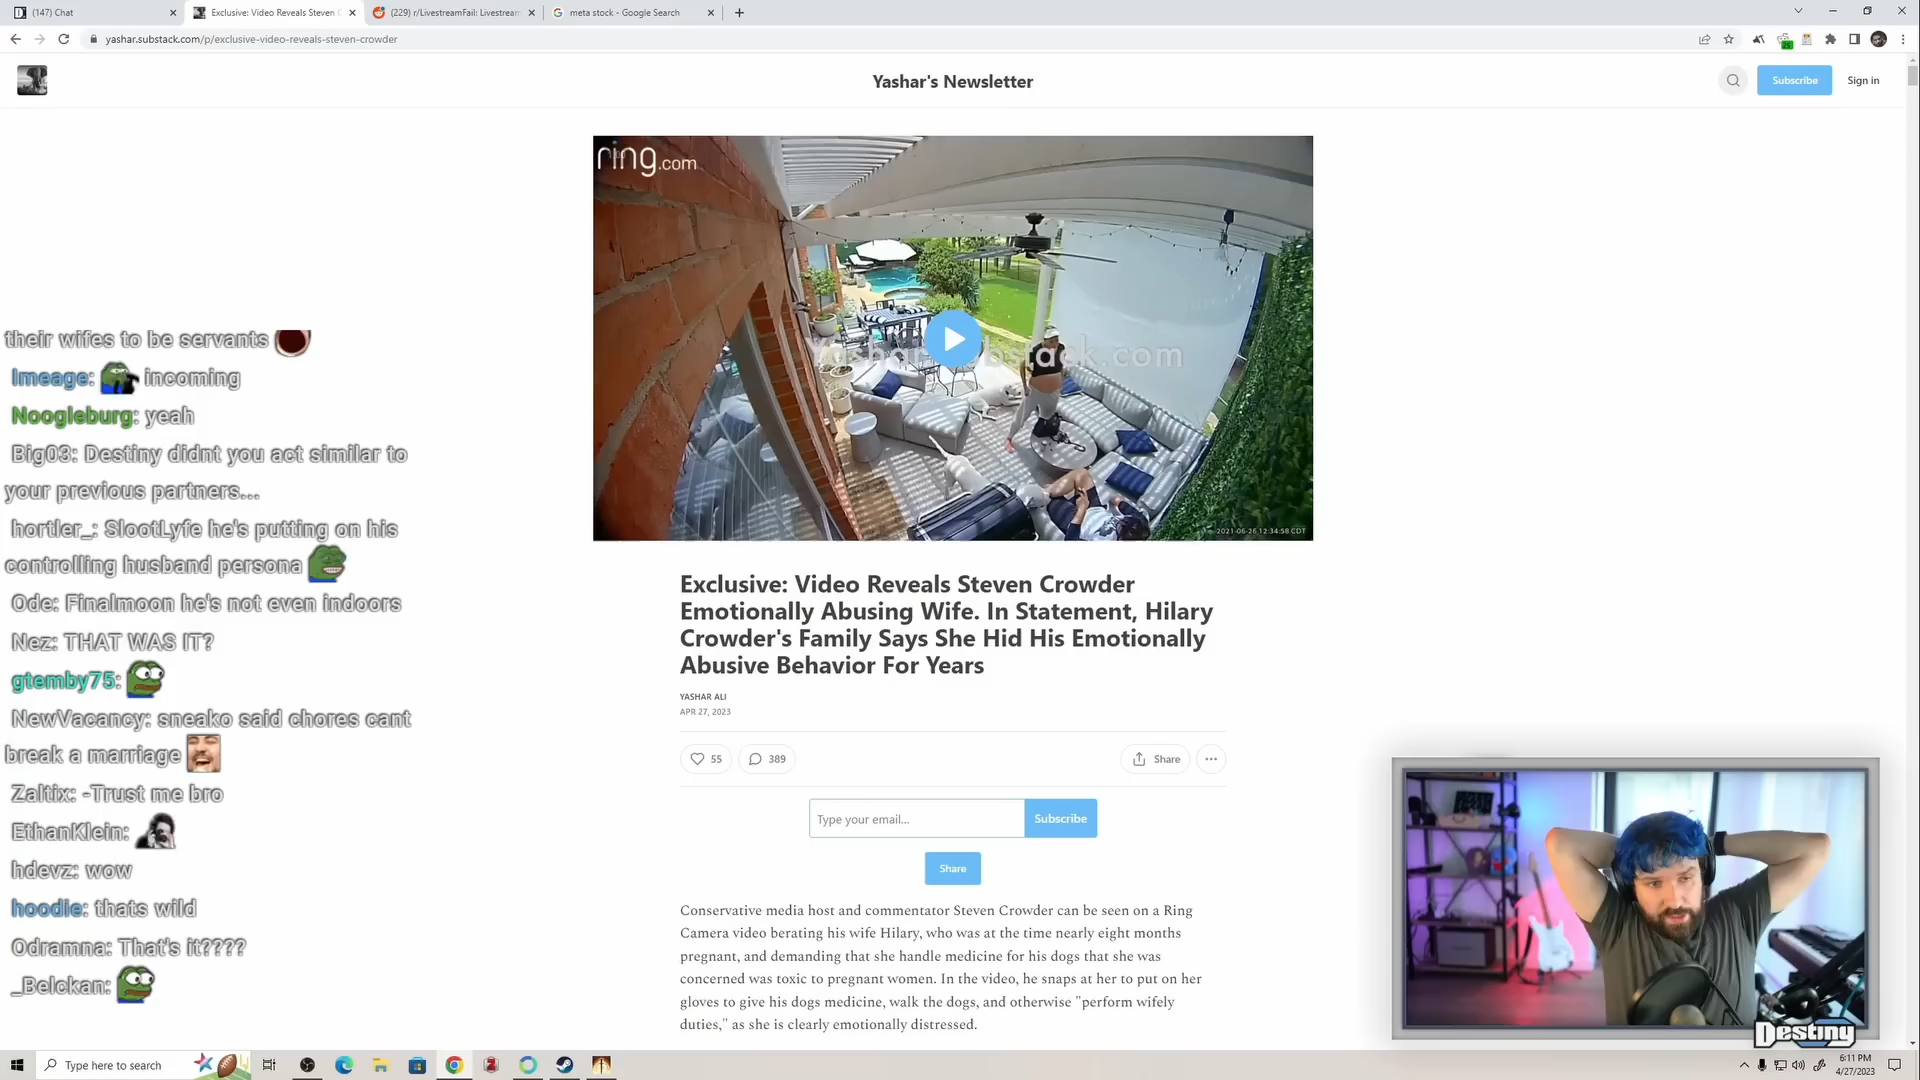 (147) Chat
Exclusive: Video Reveals Steven C
(229) r/LivestreamFail: Livestream
meta stock - Google Search
yashar.substack.com/p/exclusive-video-reveals-steven-crowder
25
Yashar's Newsletter
Subscribe
Sign in
ring.com
2021-06-26 12:34:58 CDT
Exclusive: Video Reveals Steven Crowder
Emotionally Abusing Wife. In Statement, Hilary
Crowder's Family Says She Hid His Emotionally
Abusive Behavior For Years
YASHAR ALI
APR 27, 2023
55
389
Share
Type your email...
Subscribe
Share
Conservative media host and commentator Steven Crowder can be seen on a Ring
Camera video berating his wife Hilary, who was at the time nearly eight months
pregnant, and demanding that she handle medicine for his dogs that she was
concerned was toxic to pregnant women. In the video, he snaps at her to put on her
gloves to give his dogs medicine, walk the dogs, and otherwise "perform wifely
duties," as she is clearly emotionally distressed.
their wifes to be servants
Imeage: incoming
Noogleburg: yeah
Big03: Destiny didnt you act similar to
your previous partners...
hortler_: SlootLyfe he's putting on his
controlling husband persona
Ode: Finalmoon he's not even indoors
Nez: THAT WAS IT?
gtemby75:
NewVacancy: sneako said chores cant
break a marriage
Zaltix: -Trust me bro
EthanKlein:
hdevz: wow
hoodie: thats wild
Odramna: That's it????
_Belckan:
Destiny
Type here to search
6:11 PM
4/27/2023